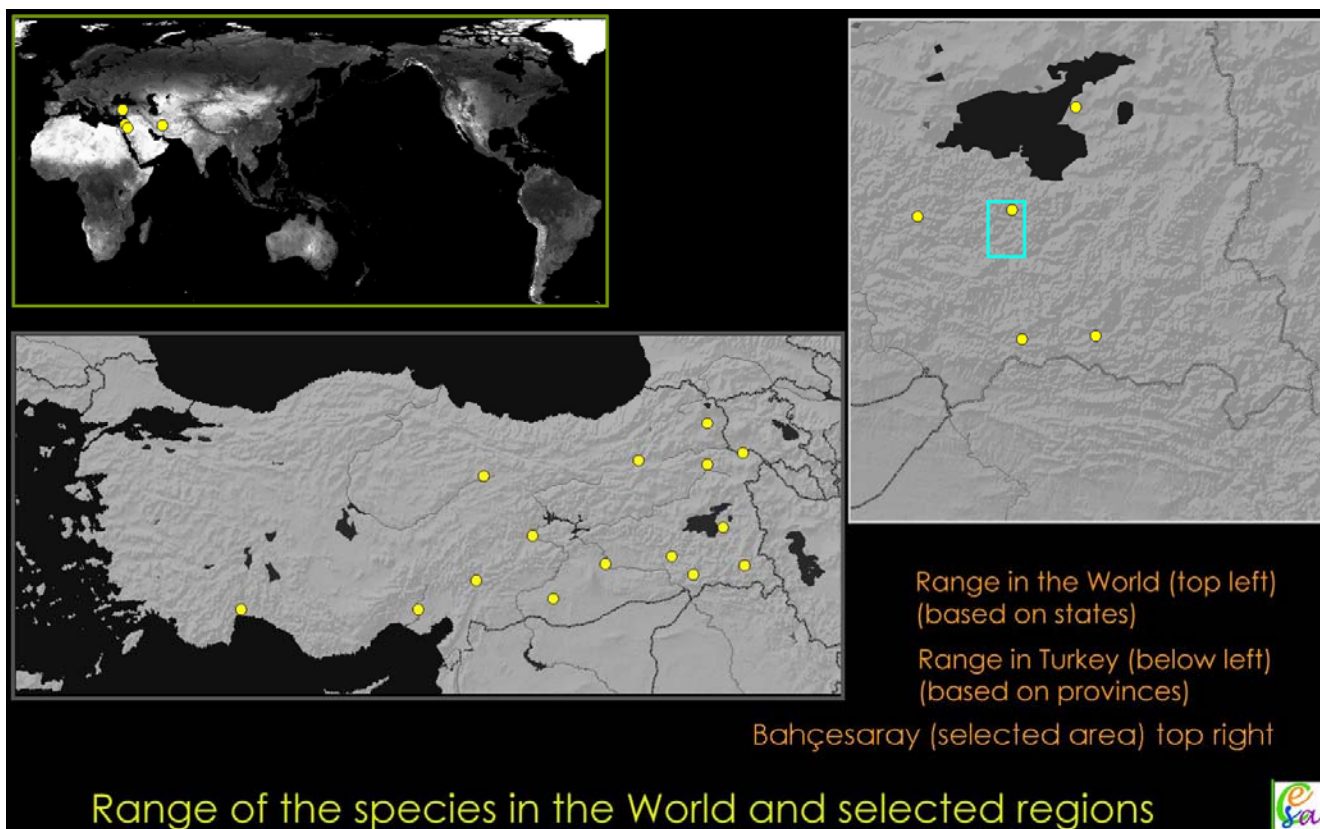 Range in the World (top left)
(based on states)
Range in Turkey (below left)
(based on provinces)
Bahçesaray (selected area) top right
Range of the species in the World and selected regions
esa